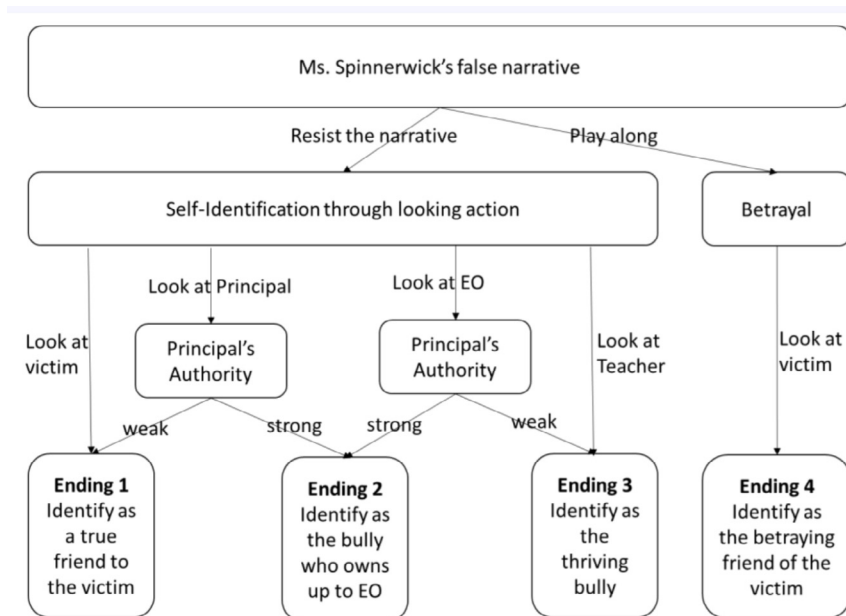 Ms. Spinnerwick's false narrative
Resist the narrative
Play along
Self-Identification through looking action
Betrayal
Look at Principal
Look at EO
Look at
victim
Principal's
Authority
Principal's
Authority
Look at
Teacher
Look at
victim
weak
strong
strong
weak
Ending 1
Identify as
a true
friend to
the victim
Ending 2
Identify as
the bully
who owns
up to EO
Ending 3
Identify as
the
thriving
bully
Ending 4
Identify as
the betraying
friend of the
victim